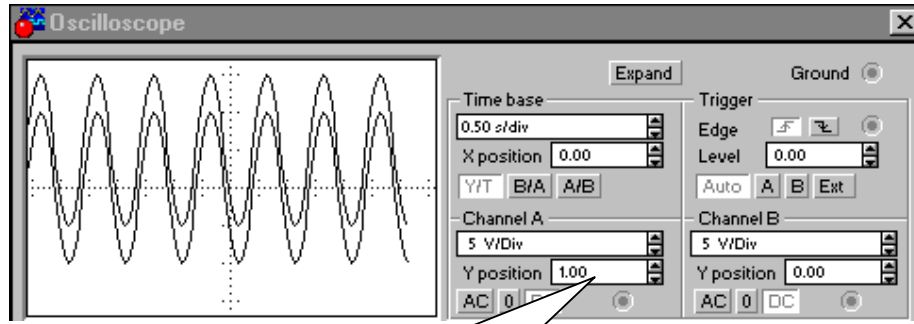 Oscilloscope
Expand Ground
Time base
0.50 s/div
X position 0.00
Y/T B/A A/B
Trigger
Edge
Level 0.00
Auto A B Ext
Channel A
5 V/Div
Y position 1.00
AC 0
Channel B
5 V/Div
Y position 0.00
AC 0 DC